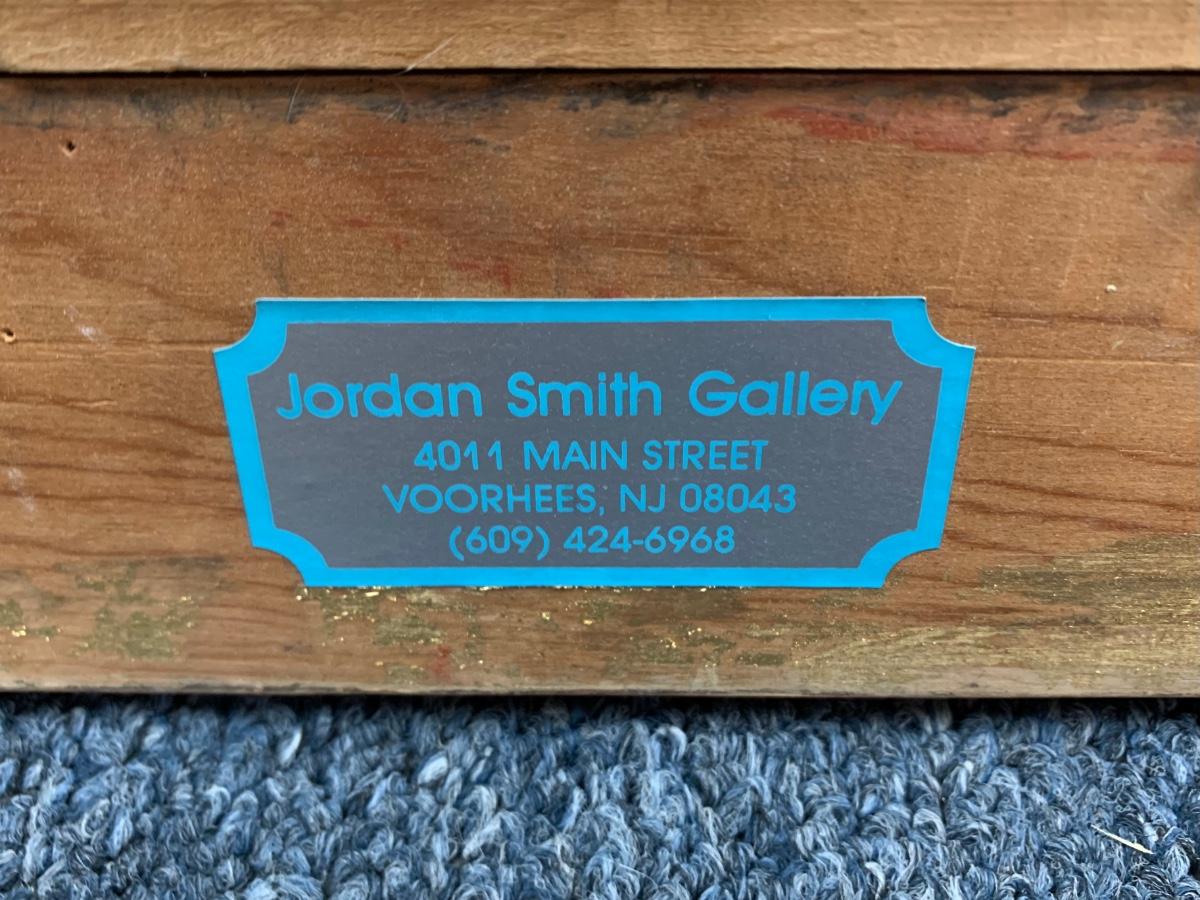 Jordan Smith Gallery
4011 MAIN STREET
VOORHEES, NJ 08043
(609) 424-6968